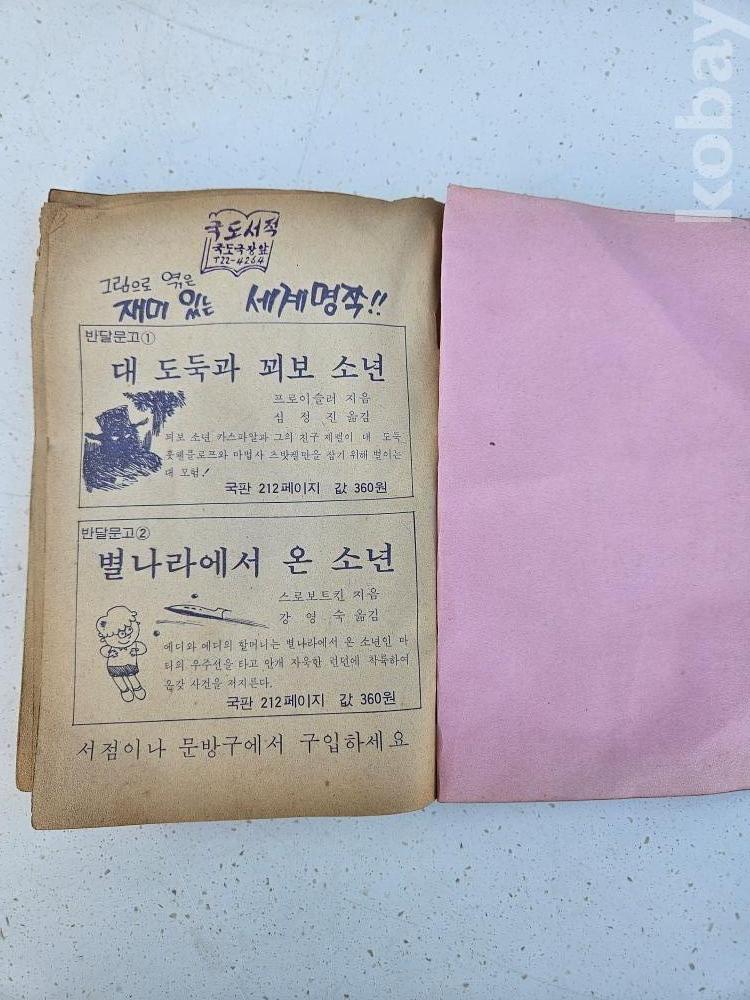 국도서적
국도극장앞
T22-4264
그림으로 엮은
재미 있는 세계명작!!
반달문고①
대 도둑과 꾀보 소년
프로이슬러 지음
심 정 진 옮김
꾀보 소년 카스파알과 그의 친구 제펠이 대 도둑
홋첸플로프와 마법사 츠밧켈만을 잡기 위해 벌이는
대 모험!
국판 212페이지 값 360원
반달문고②
별나라에서 온 소년
스로보트킨 지음
강 영 숙 옮김
에디와 에디의 할머니는 별나라에서 온 소년인 마
티의 우주선을 타고 안개 자욱한 런던에 착륙하여
온갖 사건을 저지른다.
국판 212페이지 값 360원
서점이나 문방구에서 구입하세요
kobay